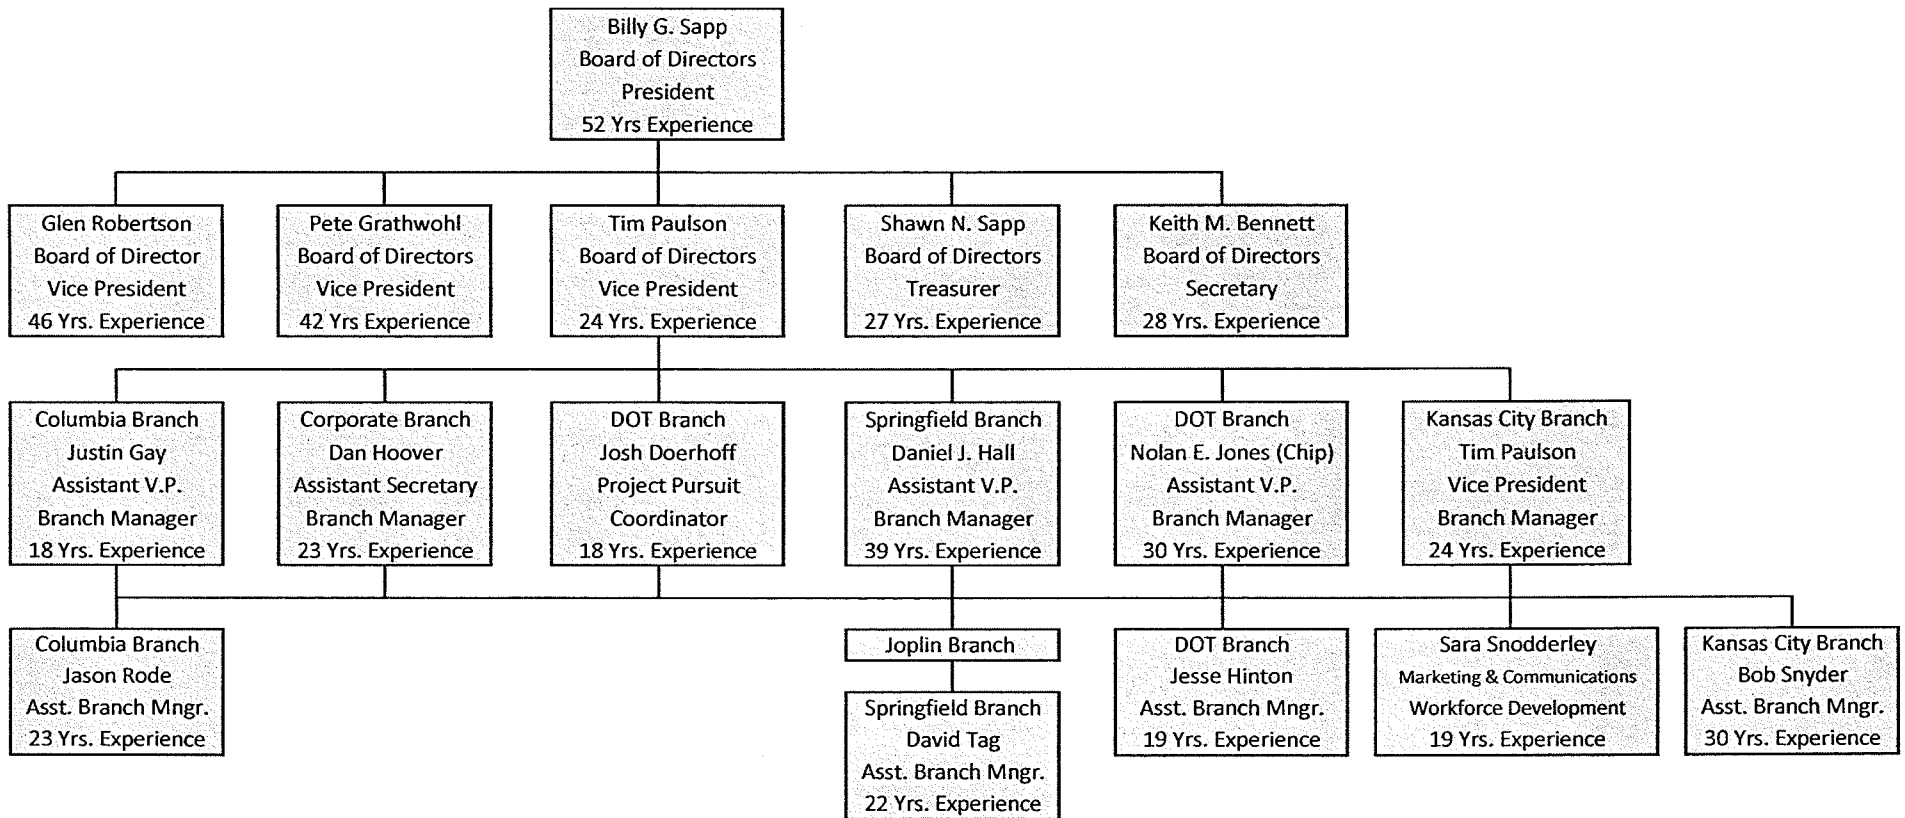 Billy G. Sapp
Board of Directors
President
52 Yrs Experience
Glen Robertson
Board of Director
Vice President
46 Yrs. Experience
Pete Grathwohl
Board of Directors
Vice President
42 Yrs Experience
Tim Paulson
Board of Directors
Vice President
24 Yrs. Experience
Shawn N. Sapp
Board of Directors
Treasurer
27 Yrs. Experience
Keith M. Bennett
Board of Directors
Secretary
28 Yrs. Experience
Columbia Branch
Justin Gay
Assistant V.P.
Branch Manager
18 Yrs. Experience
Corporate Branch
Dan Hoover
Assistant Secretary
Branch Manager
23 Yrs. Experience
DOT Branch
Josh Doerhoff
Project Pursuit
Coordinator
18 Yrs. Experience
Springfield Branch
Daniel J. Hall
Assistant V.P.
Branch Manager
39 Yrs. Experience
DOT Branch
Nolan E. Jones (Chip)
Assistant V.P.
Branch Manager
30 Yrs. Experience
Kansas City Branch
Tim Paulson
Vice President
Branch Manager
24 Yrs. Experience
Columbia Branch
Jason Rode
Asst. Branch Mngr.
23 Yrs. Experience
Joplin Branch
Springfield Branch
David Tag
Asst. Branch Mngr.
22 Yrs. Experience
DOT Branch
Jesse Hinton
Asst. Branch Mngr.
19 Yrs. Experience
Sara Snodderley
Marketing & Communications
Workforce Development
19 Yrs. Experience
Kansas City Branch
Bob Snyder
Asst. Branch Mngr.
30 Yrs. Experience